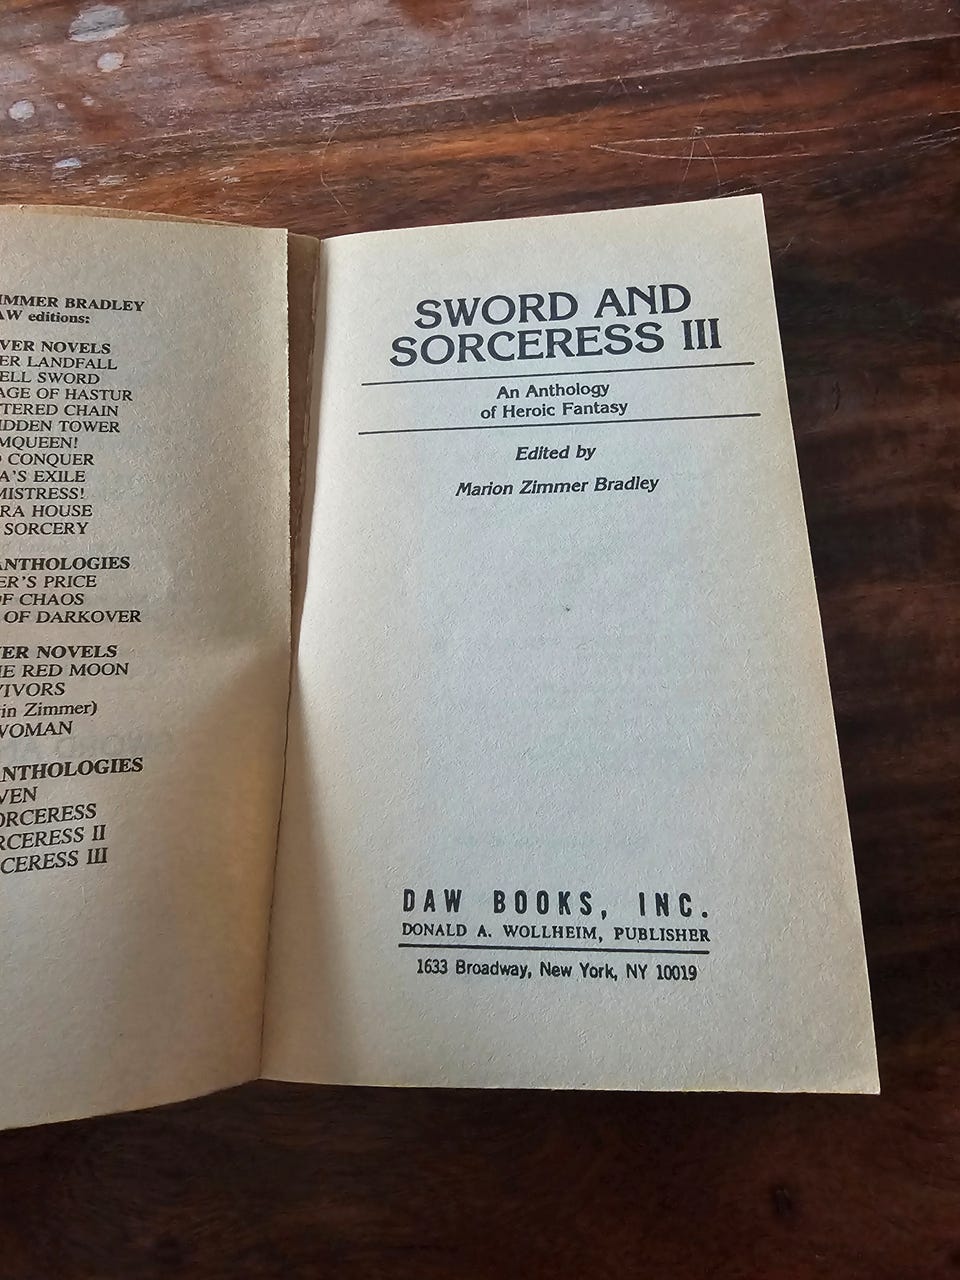 IMMER BRADLEY
AW editions:
VER NOVELS
ER LANDFALL
ELL SWORD
AGE OF HASTUR
TERED CHAIN
IDDEN TOWER
MQUEEN!
CONQUER
A'S EXILE
MISTRESS!
RA HOUSE
SORCERY
ANTHOLOGIES
ER'S PRICE
OF CHAOS
OF DARKOVER
ER NOVELS
HE RED MOON
VIVORS
in Zimmer)
WOMAN
ANTHOLOGIES
VEN
ORCERESS
RCERESS II
CERESS III
SWORD AND
SORCERESS III
An Anthology
of Heroic Fantasy
Edited by
Marion Zimmer Bradley
DAW BOOKS, INC.
DONALD A. WOLLHEIM, PUBLISHER
1633 Broadway, New York, NY 10019